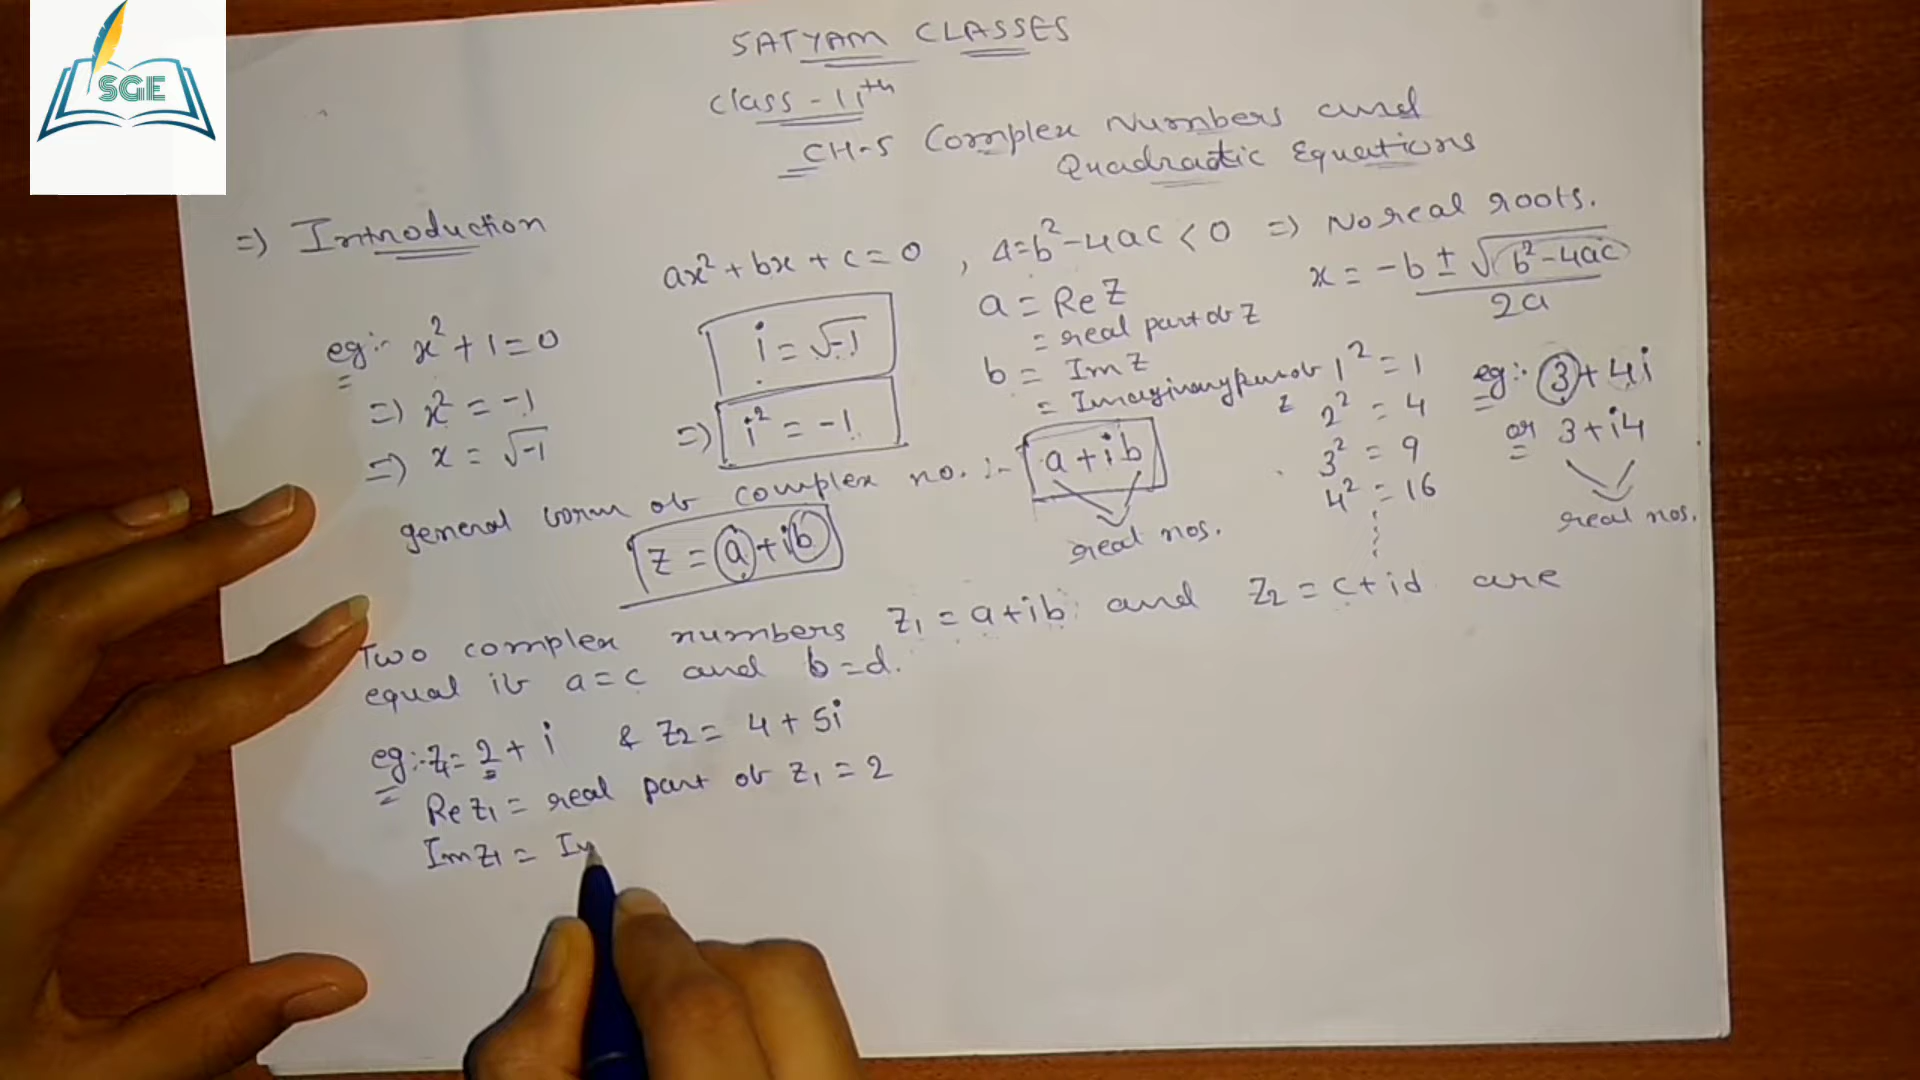 SGE
SATYAM CLASSES
Class - 11th
CH-5 Complex Numbers and
Quadratic Equations
=) Introduction
ax² + bx + c = 0 , Δ = b² - 4ac < 0 =) No real roots.
x = -b ± √b² - 4ac
2a
eg:- x² + 1 = 0
=) x² = -1
=) x = √-1
i = √-1
=) i² = -1
a = Re Z
= real part of Z
b = Im Z
= Imaginary part of
z
1² = 1
2² = 4
3² = 9
4² = 16
eg:- 3 + 4i
or 3 + i4
real nos.
general form of complex no. :- a + ib
real nos.
z = a + ib
Two complex numbers z₁ = a + ib and z₂ = c + id are
equal if a = c and b = d.
eg:- z₁ = 2 + i & z₂ = 4 + 5i
Re z₁ = real part of z₁ = 2
Im z₁ = Im